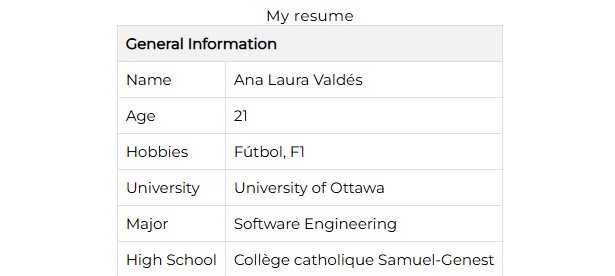 My resume
General Information
Name Ana Laura Valdés
Age 21
Hobbies Fútbol, F1
University University of Ottawa
Major Software Engineering
High School Collège catholique Samuel-Genest